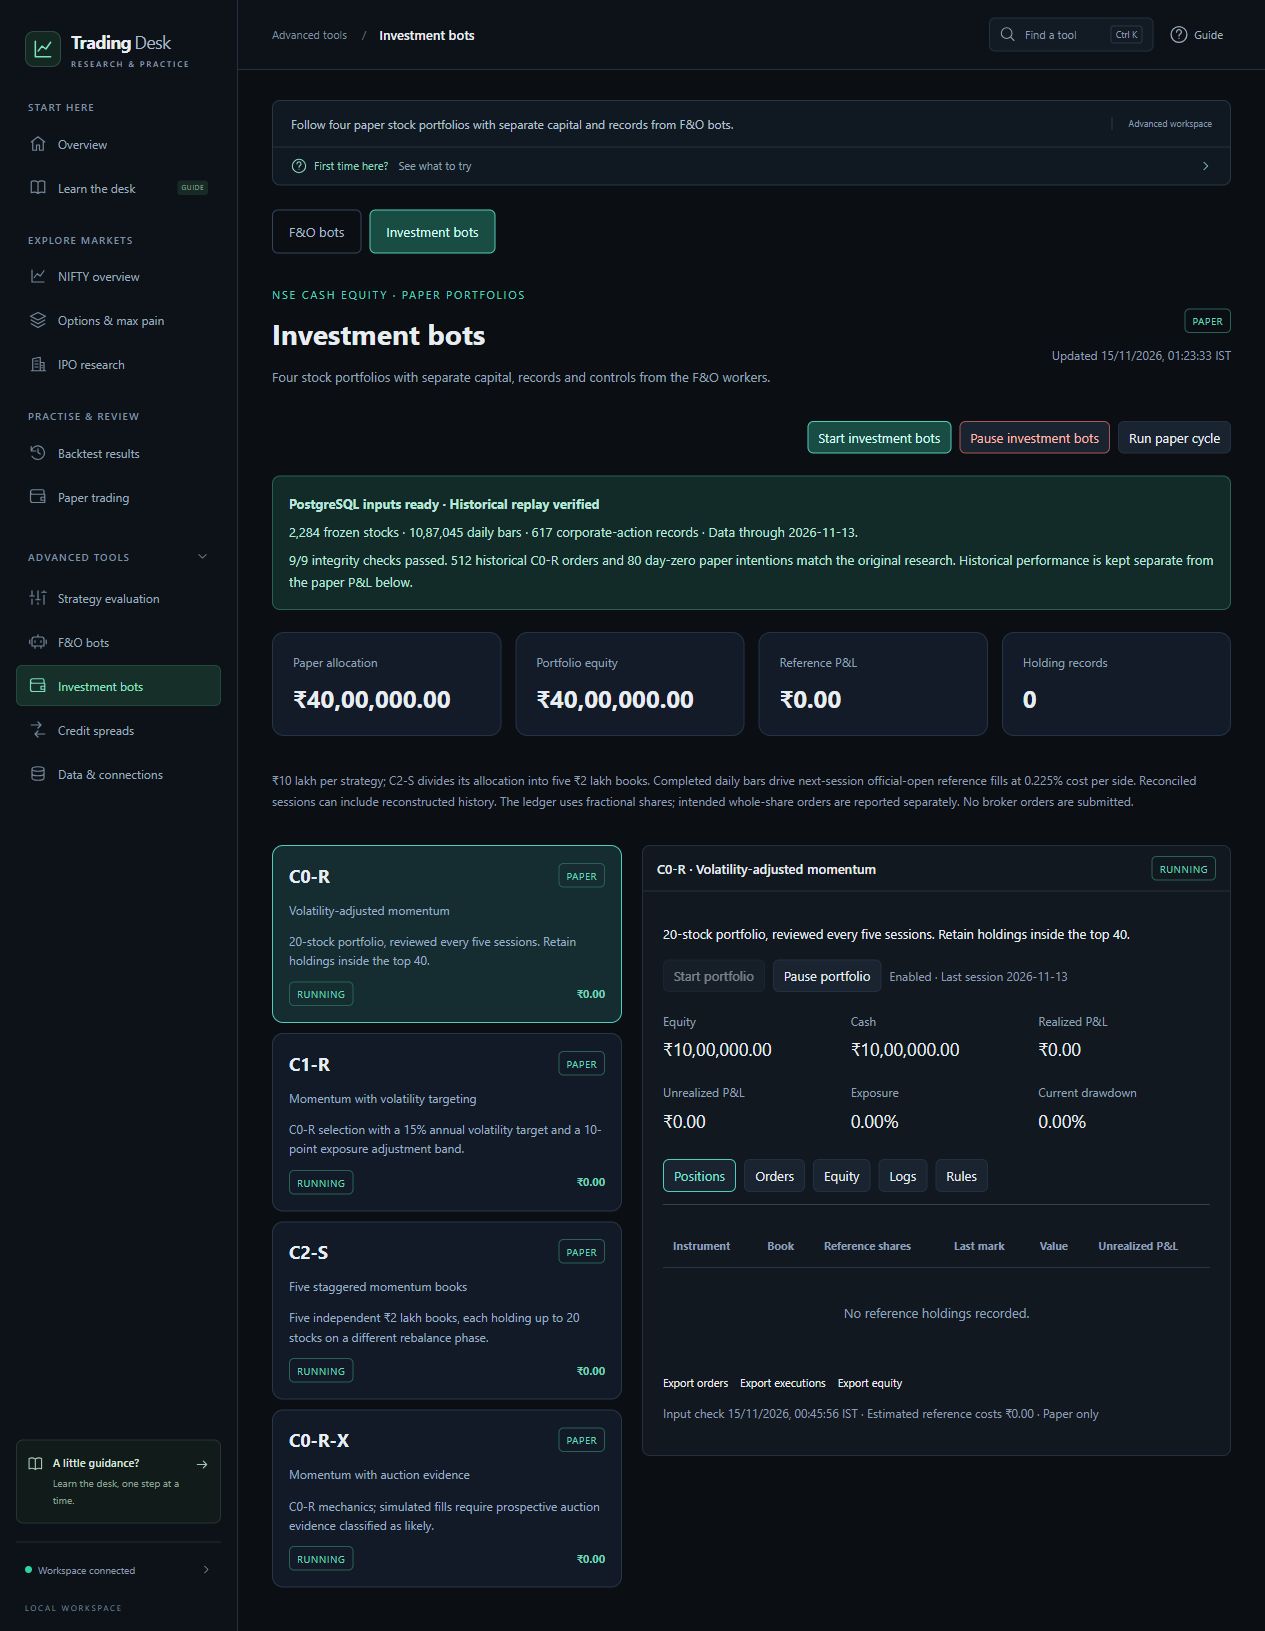 Trading Desk
RESEARCH & PRACTICE
START HERE
Overview
Learn the desk
GUIDE
EXPLORE MARKETS
NIFTY overview
Options & max pain
IPO research
PRACTISE & REVIEW
Backtest results
Paper trading
ADVANCED TOOLS
Strategy evaluation
F&O bots
Investment bots
Credit spreads
Data & connections
A little guidance?
Learn the desk, one step at a
time.
Workspace connected
LOCAL WORKSPACE
Advanced tools / Investment bots
Find a tool
Ctrl K
Guide
Follow four paper stock portfolios with separate capital and records from F&O bots.
Advanced workspace
First time here? See what to try
F&O bots
Investment bots
NSE CASH EQUITY · PAPER PORTFOLIOS
Investment bots
Four stock portfolios with separate capital, records and controls from the F&O workers.
PAPER
Updated 15/11/2026, 01:23:33 IST
Start investment bots
Pause investment bots
Run paper cycle
PostgreSQL inputs ready · Historical replay verified
2,284 frozen stocks · 10,87,045 daily bars · 617 corporate-action records · Data through 2026-11-13.
9/9 integrity checks passed. 512 historical C0-R orders and 80 day-zero paper intentions match the original research. Historical performance is kept separate from
the paper P&L below.
Paper allocation
₹40,00,000.00
Portfolio equity
₹40,00,000.00
Reference P&L
₹0.00
Holding records
0
₹10 lakh per strategy; C2-S divides its allocation into five ₹2 lakh books. Completed daily bars drive next-session official-open reference fills at 0.225% cost per side. Reconciled
sessions can include reconstructed history. The ledger uses fractional shares; intended whole-share orders are reported separately. No broker orders are submitted.
C0-R
PAPER
Volatility-adjusted momentum
20-stock portfolio, reviewed every five sessions. Retain
holdings inside the top 40.
RUNNING
₹0.00
C1-R
PAPER
Momentum with volatility targeting
C0-R selection with a 15% annual volatility target and a 10-
point exposure adjustment band.
RUNNING
₹0.00
C2-S
PAPER
Five staggered momentum books
Five independent ₹2 lakh books, each holding up to 20
stocks on a different rebalance phase.
RUNNING
₹0.00
C0-R-X
PAPER
Momentum with auction evidence
C0-R mechanics; simulated fills require prospective auction
evidence classified as likely.
RUNNING
₹0.00
C0-R · Volatility-adjusted momentum
RUNNING
20-stock portfolio, reviewed every five sessions. Retain holdings inside the top 40.
Start portfolio
Pause portfolio
Enabled · Last session 2026-11-13
Equity
₹10,00,000.00
Cash
₹10,00,000.00
Realized P&L
₹0.00
Unrealized P&L
₹0.00
Exposure
0.00%
Current drawdown
0.00%
Positions
Orders
Equity
Logs
Rules
Instrument Book Reference shares Last mark Value Unrealized P&L
No reference holdings recorded.
Export orders Export executions Export equity
Input check 15/11/2026, 00:45:56 IST · Estimated reference costs ₹0.00 · Paper only